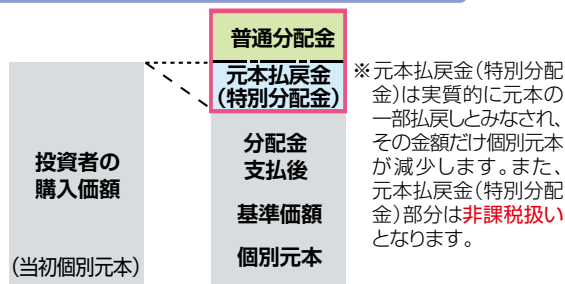 普通分配金
元本払戻金
(特別分配金)
投資者の
購入価額
(当初個別元本)
分配金
支払後
基準価額
個別元本
※元本払戻金(特別分配
金)は実質的に元本の
一部払戻しとみなされ、
その金額だけ個別元本
が減少します。また、
元本払戻金(特別分配
金)部分は非課税扱い
となります。